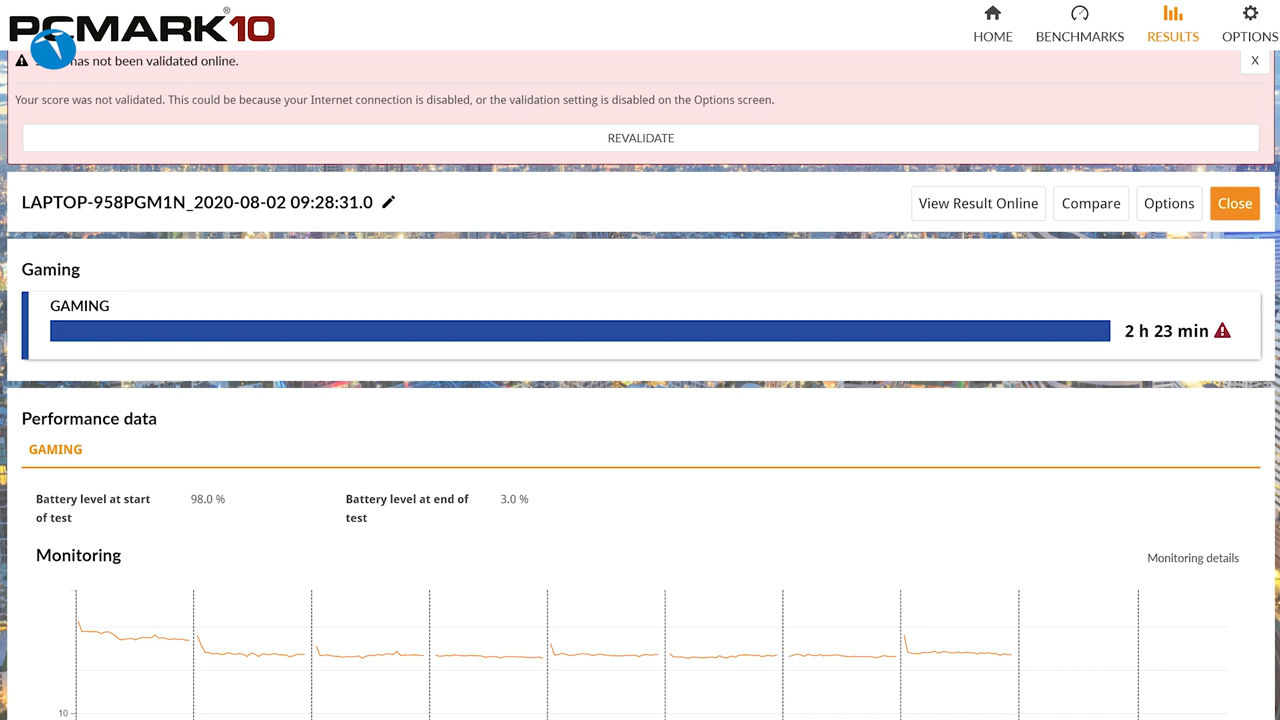 PCMARK®10
HOME
BENCHMARKS
RESULTS
OPTIONS
has not been validated online.
X
Your score was not validated. This could be because your Internet connection is disabled, or the validation setting is disabled on the Options screen.
REVALIDATE
LAPTOP-958PGM1N_2020-08-02 09:28:31.0
View Result Online
Compare
Options
Close
Gaming
GAMING
2 h 23 min
Performance data
GAMING
Battery level at start
of test
98.0 %
Battery level at end of
test
3.0 %
Monitoring
Monitoring details
10